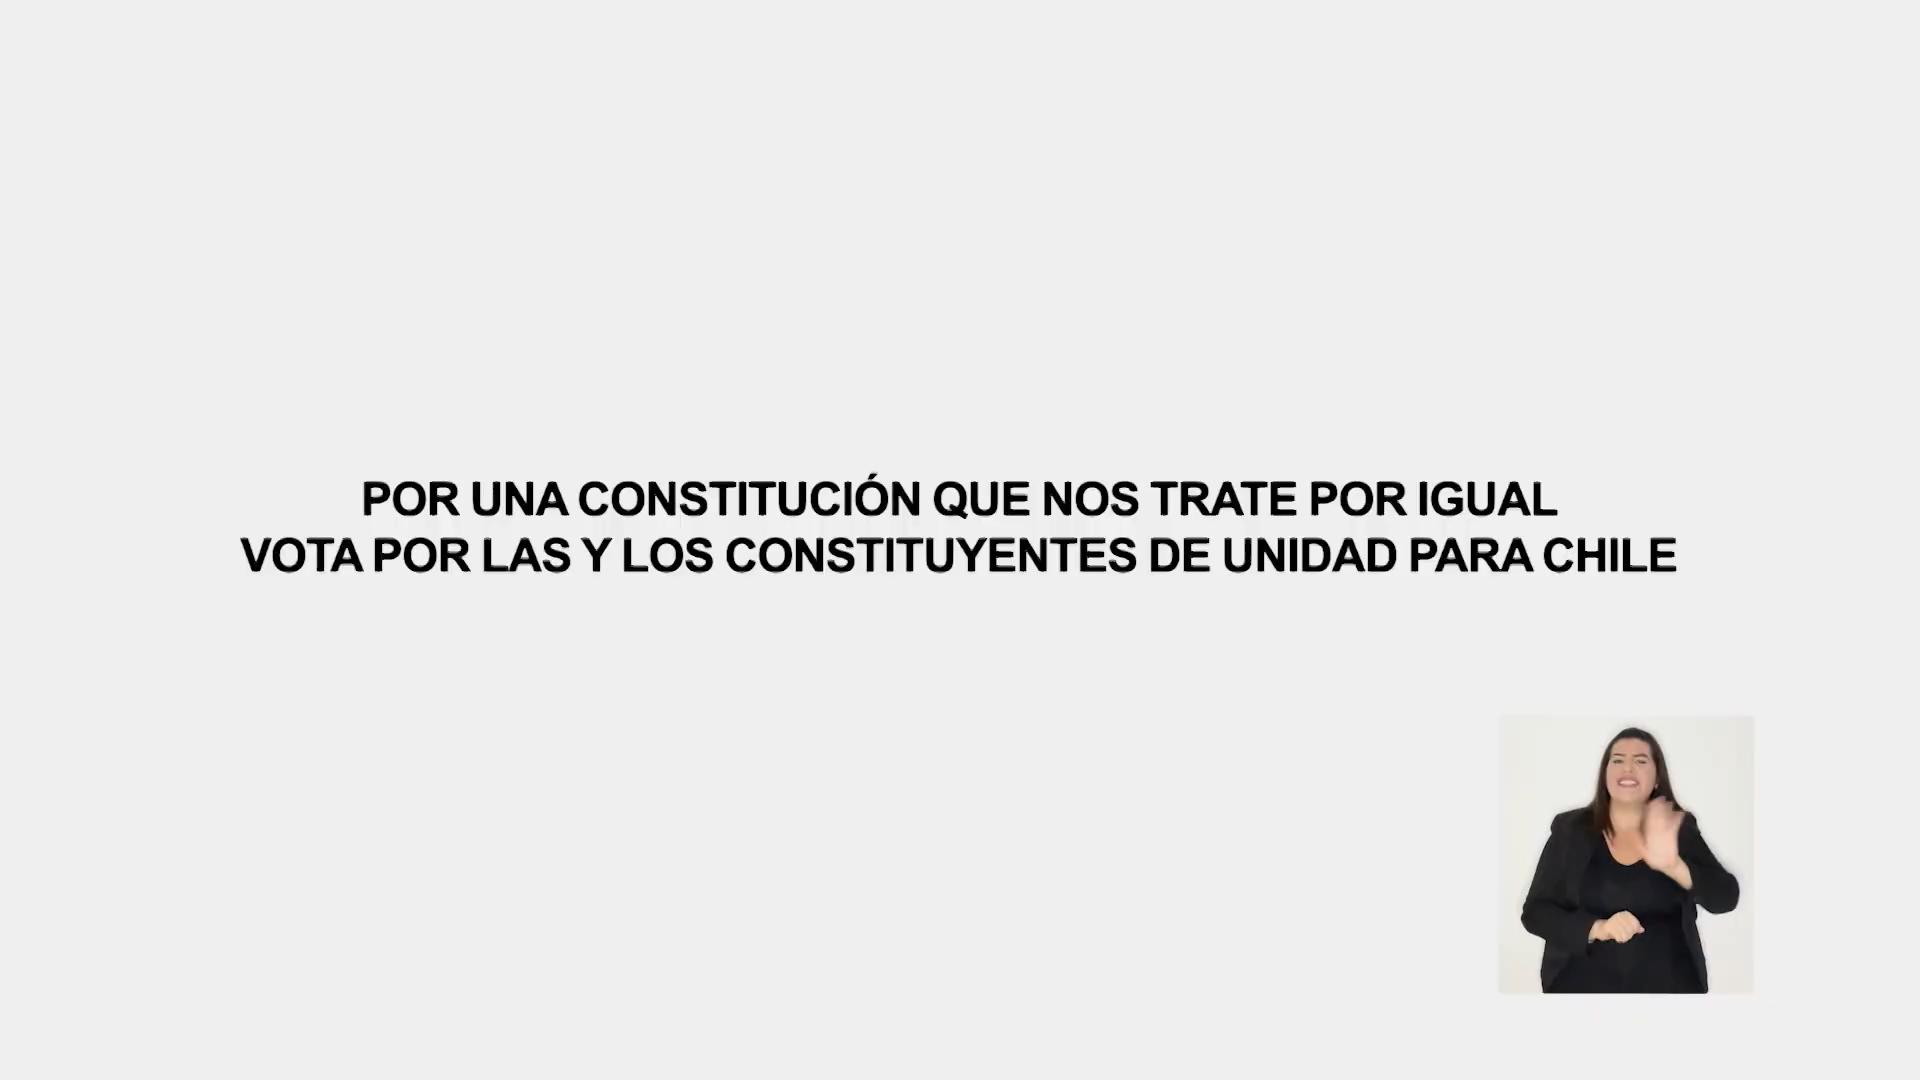 POR UNA CONSTITUCIÓN QUE NOS TRATE POR IGUAL
VOTA POR LAS Y LOS CONSTITUYENTES DE UNIDAD PARA CHILE